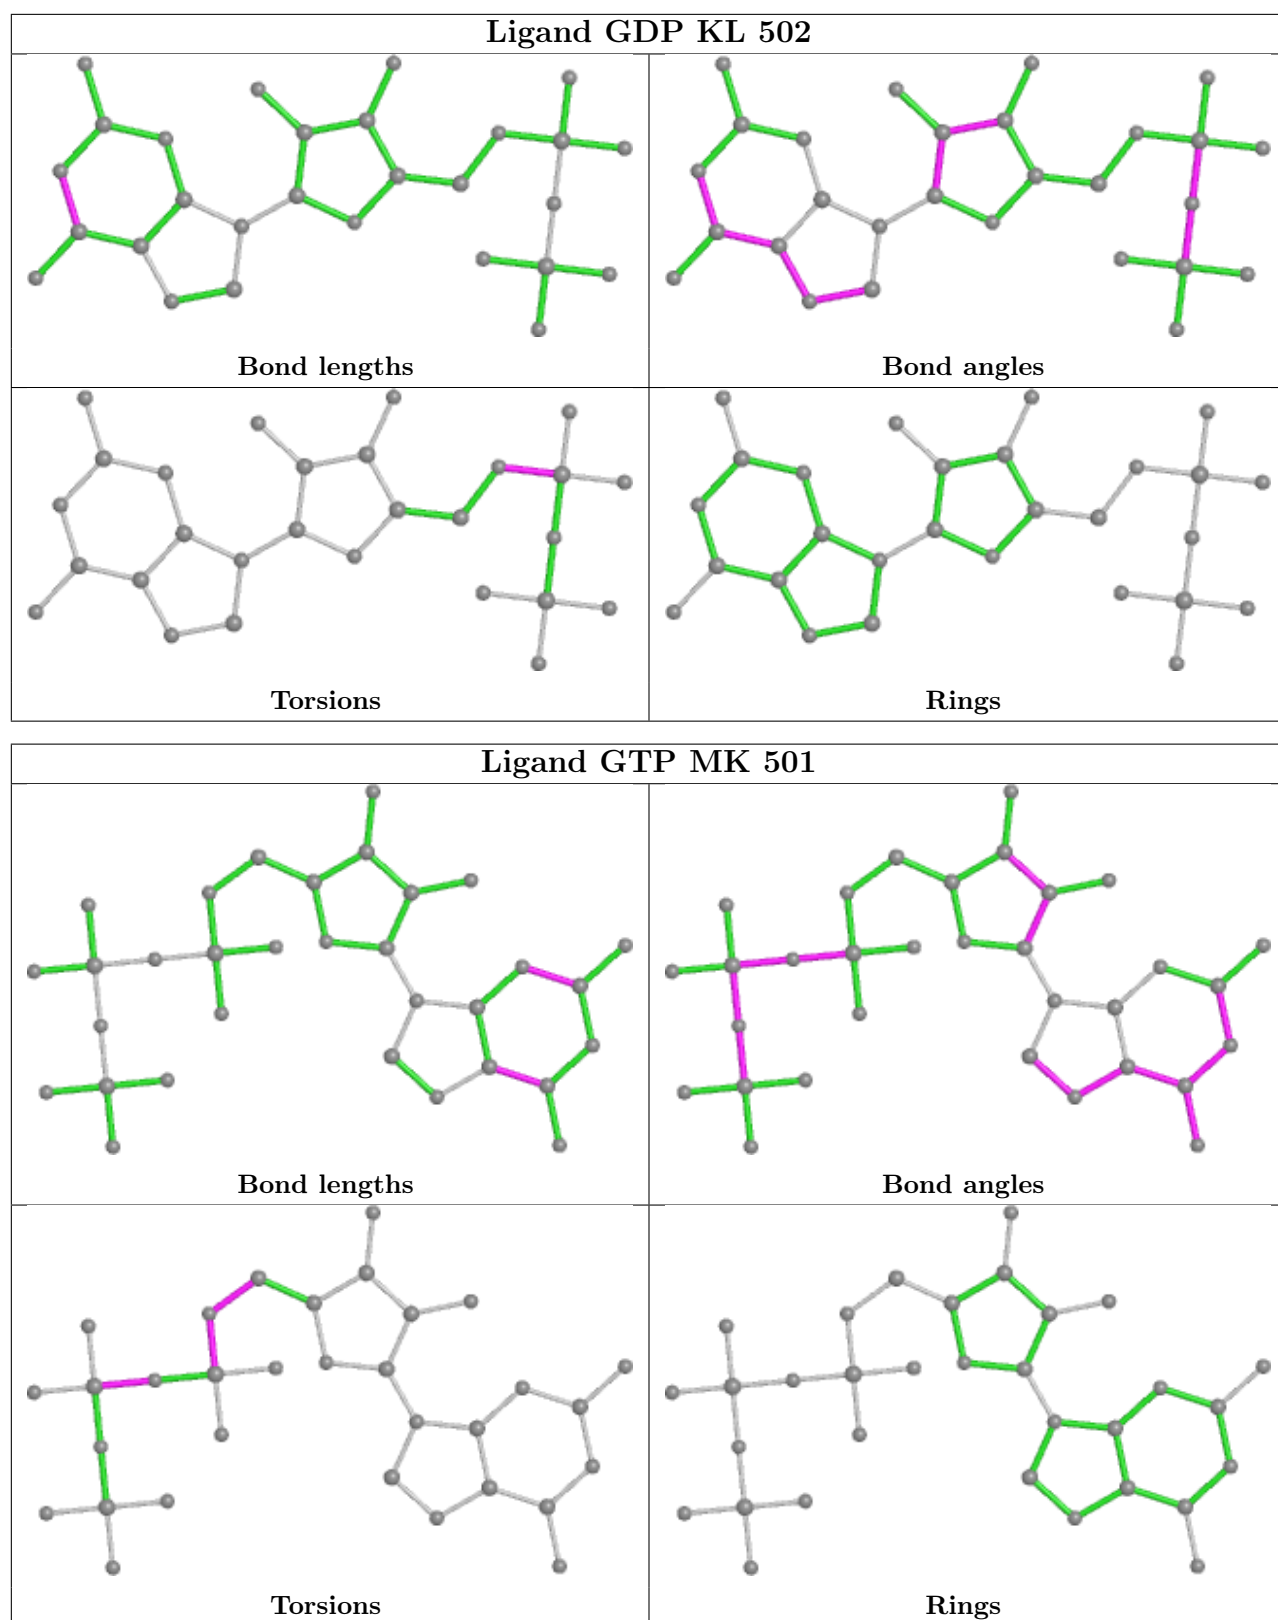 Ligand GDP KL 502
Bond lengths
Bond angles
Torsions
Rings
Ligand GTP MK 501
Bond lengths
Bond angles
Torsions
Rings